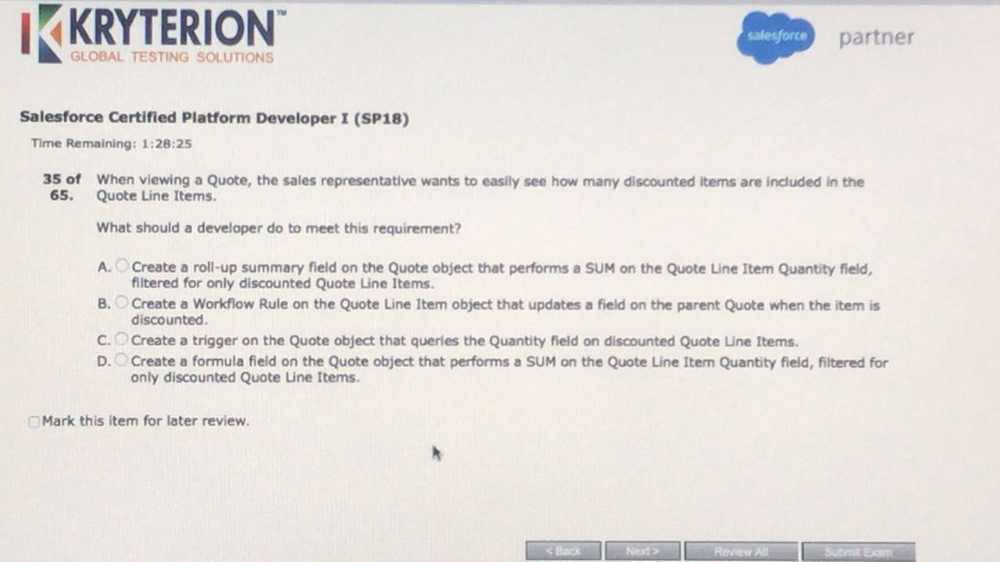 KRYTERION™
GLOBAL TESTING SOLUTIONS
salesforce partner
Salesforce Certified Platform Developer I (SP18)
Time Remaining: 1:28:25
35 of 65. When viewing a Quote, the sales representative wants to easily see how many discounted items are included in the
Quote Line Items.
What should a developer do to meet this requirement?
A. Create a roll-up summary field on the Quote object that performs a SUM on the Quote Line Item Quantity field,
filtered for only discounted Quote Line Items.
B. Create a Workflow Rule on the Quote Line Item object that updates a field on the parent Quote when the item is
discounted.
C. Create a trigger on the Quote object that queries the Quantity field on discounted Quote Line Items.
D. Create a formula field on the Quote object that performs a SUM on the Quote Line Item Quantity field, filtered for
only discounted Quote Line Items.
Mark this item for later review.
< Back Next > Review All Submit Exam